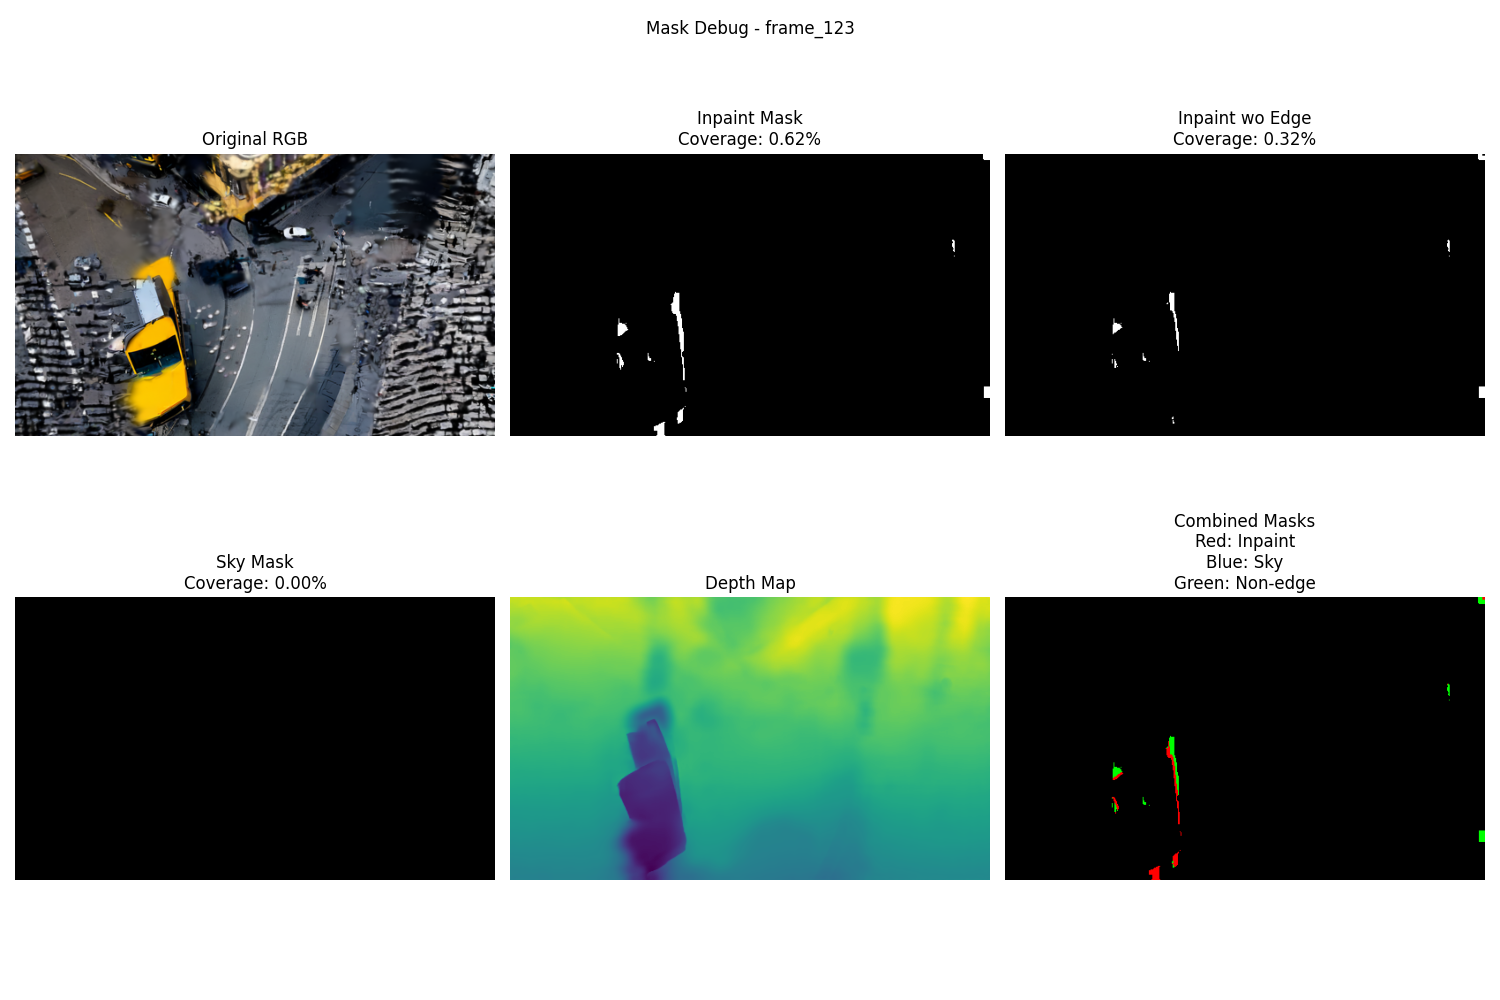 Mask Debug - frame_123
Original RGB
Inpaint Mask
Coverage: 0.62%
Inpaint wo Edge
Coverage: 0.32%
Sky Mask
Coverage: 0.00%
Depth Map
Combined Masks
Red: Inpaint
Blue: Sky
Green: Non-edge